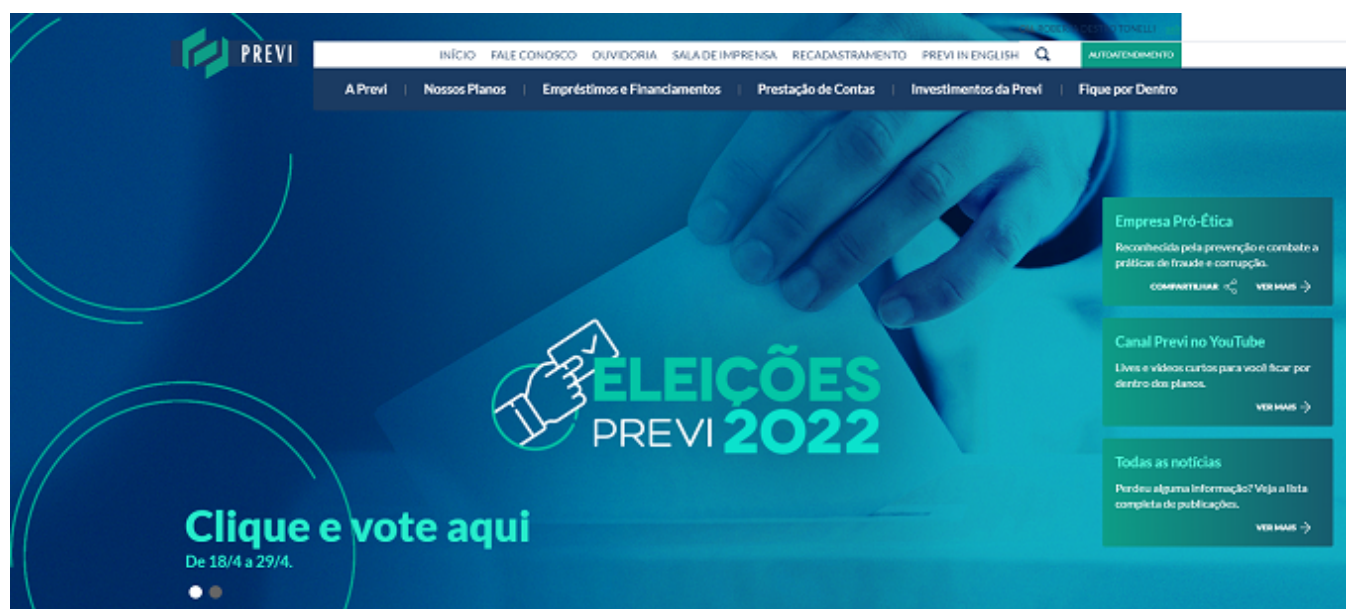 DESTRO TONELLI
PREVI
INÍCIO FALE CONOSCO OUVIDORIA SALA DE IMPRENSA RECADASTRAMENTO PREVI IN ENGLISH AUTOATENDIMENTO
A Previ | Nossos Planos | Empréstimos e Financiamentos | Prestação de Contas | Investimentos da Previ | Fique por Dentro
ELEIÇÕES
PREVI 2022
Clique e vote aqui
De 18/4 a 29/4.
Empresa Pró-Ética
Reconhecida pela prevenção e combate a
práticas de fraude e corrupção.
COMPARTILHAR VER MAIS
Canal Previ no YouTube
Lives e vídeos curtos para você ficar por
dentro dos planos.
VER MAIS
Todas as notícias
Perdeu alguma informação? Veja a lista
completa de publicações.
VER MAIS